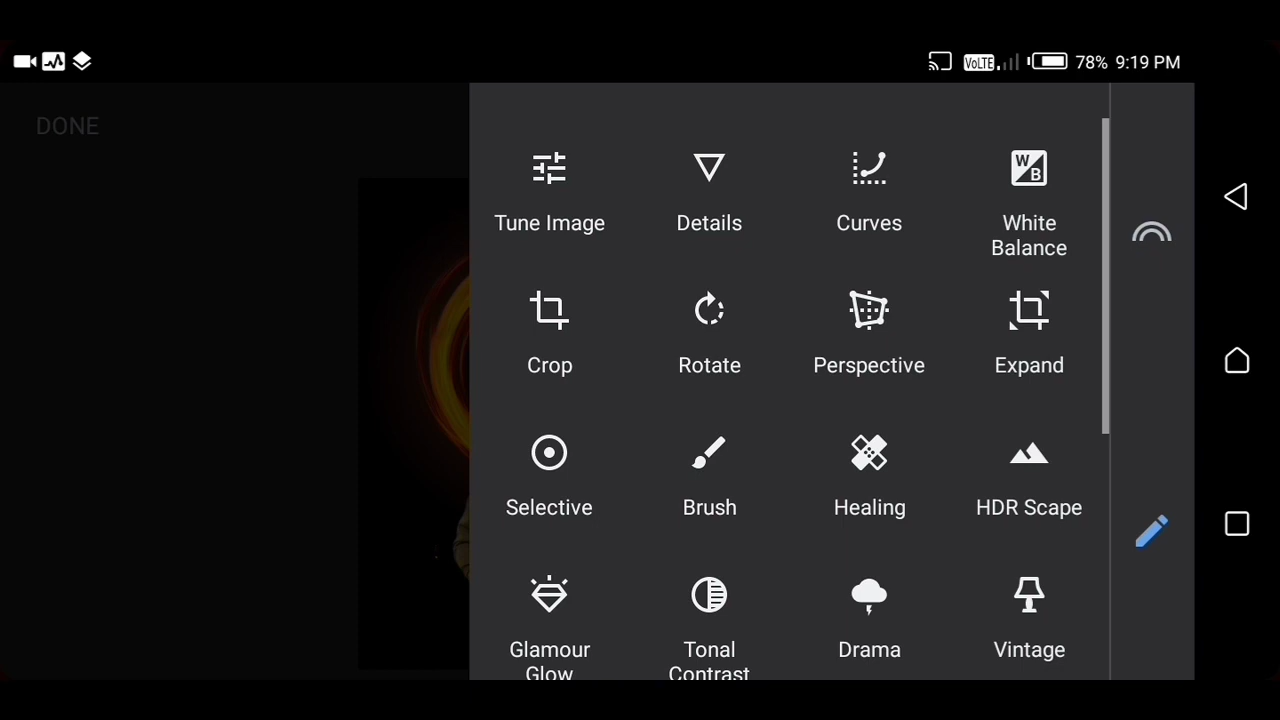 VoLTE 78% 9:19 PM
DONE
Tune Image
Details
Curves
W
B
White
Balance
Crop
Rotate
Perspective
Expand
Selective
Brush
Healing
HDR Scape
Glamour
Glow
Tonal
Contrast
Drama
Vintage